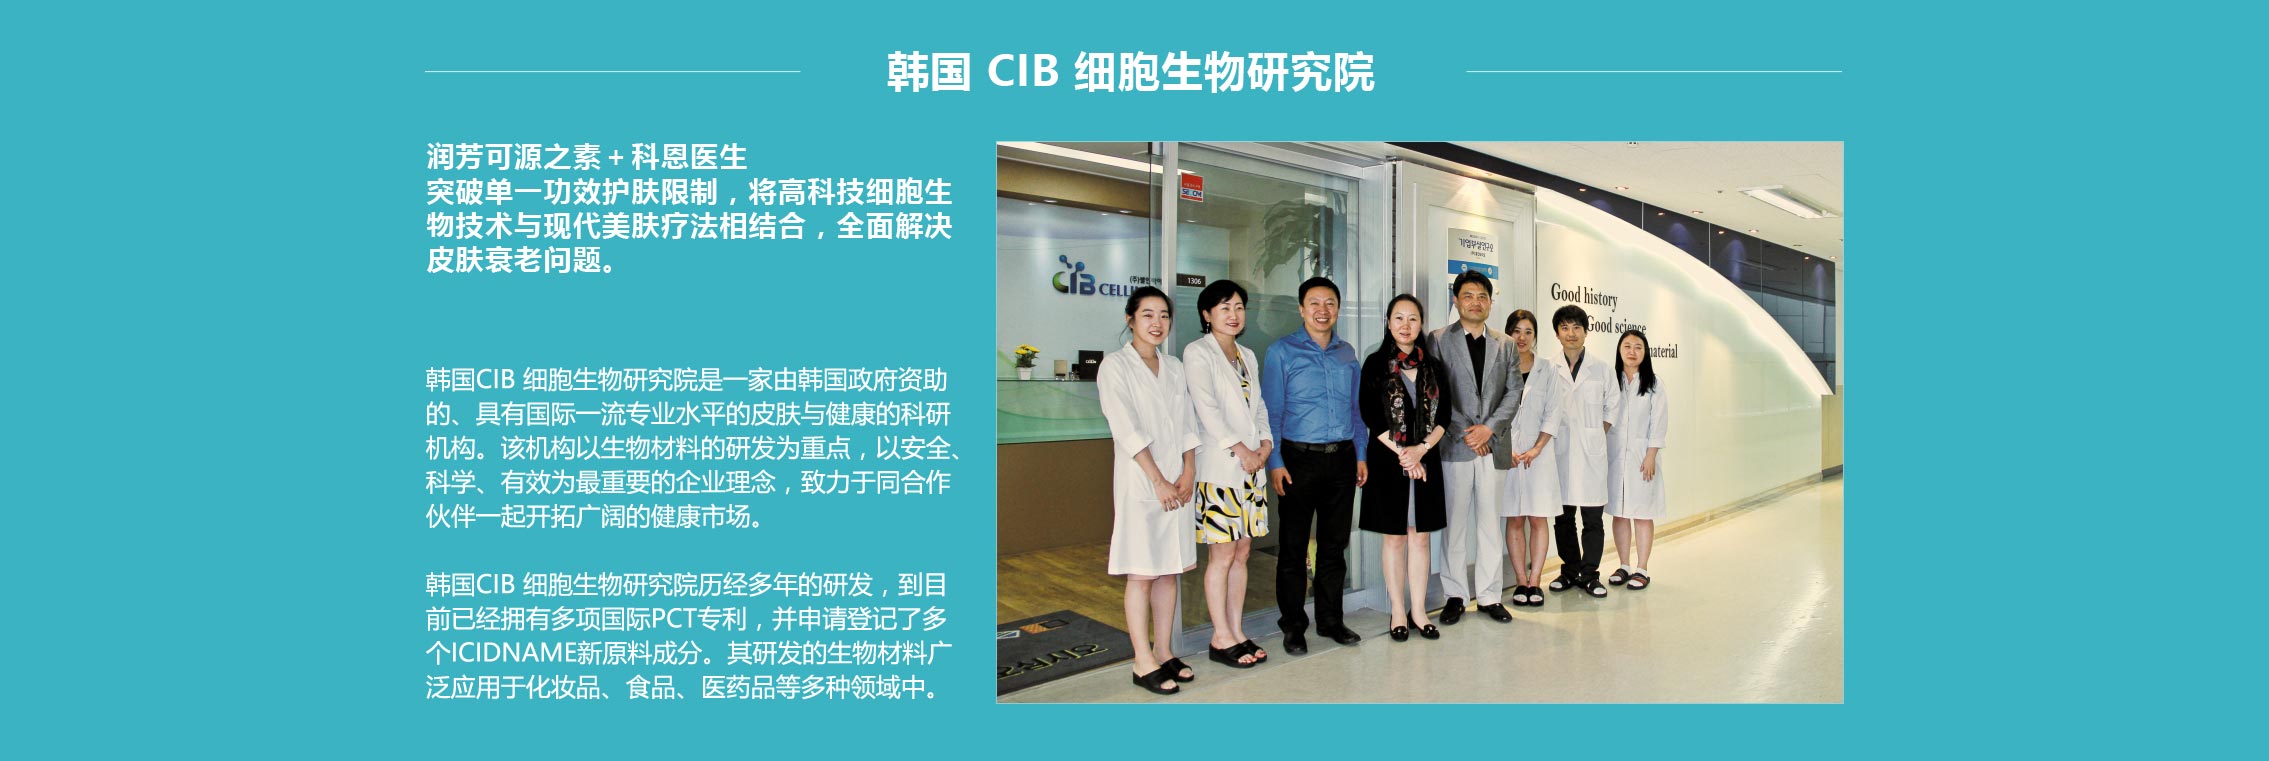 韩国 CIB 细胞生物研究院
润芳可源之素+科恩医生
突破单一功效护肤限制，将高科技细胞生
物技术与现代美肤疗法相结合，全面解决
皮肤衰老问题。
韩国CIB 细胞生物研究院是一家由韩国政府资助
的、具有国际一流专业水平的皮肤与健康的科研
机构。该机构以生物材料的研发为重点，以安全、
科学、有效为最重要的企业理念，致力于同合作
伙伴一起开拓广阔的健康市场。
韩国CIB 细胞生物研究院历经多年的研发，到目
前已经拥有多项国际PCT专利，并申请登记了多
个ICIDNAME新原料成分。其研发的生物材料广
泛应用于化妆品、食品、医药品等多种领域中。
CIB
1306
기업부설연구소
Good history
Good science
material